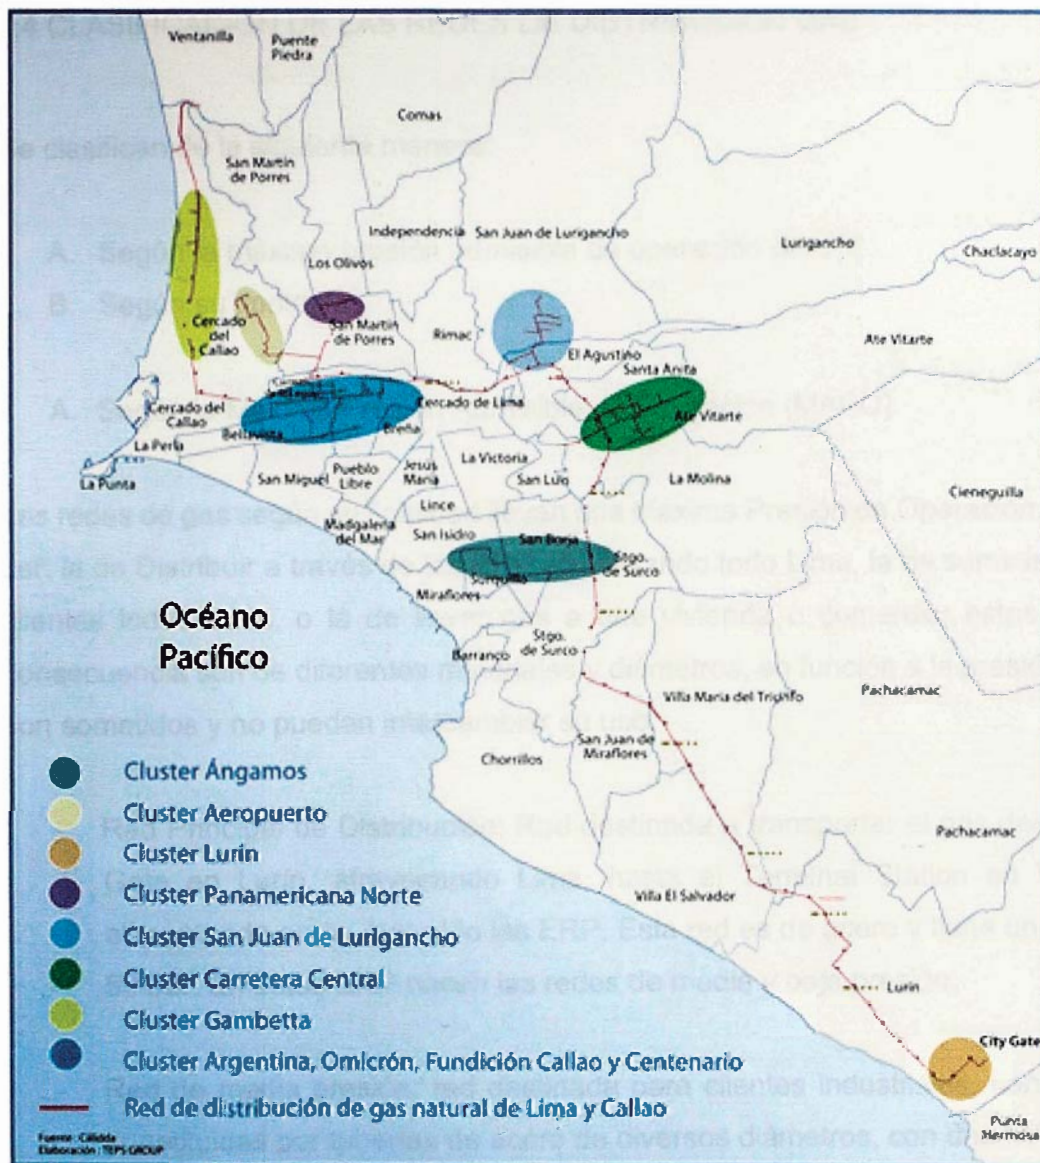 Ventanilla
Puente
Piedra
Comas
San Martín
de Porres
Independencia
San Juan de Lurigancho
Lurigancho
Chaclacayo
Los Olivos
Cercado
del
Callao
San Martín
de Porres
Rimac
El Agustino
Santa Anita
Ate Vitarte
Cercado del
Callao
Bellavista
Breña
Cercado de Lima
Ate Vitarte
La Perla
La Punta
San Miguel
Pueblo
Libre
Jesús
María
La Victoria
San Luis
La Molina
Cieneguilla
Lince
Madgalena
del Mar
San Isidro
San Borja
Surquillo
Stgo.
de Surco
Miraflores
Océano
Pacífico
Barranco
Stgo.
de Surco
Villa Maria del Triunfo
Pachacamac
San Juan de
Miraflores
Chorrillos
Pachacamac
Villa El Salvador
Lurín
City Gate
Punta
Hermosa
Cluster Ángamos
Cluster Aeropuerto
Cluster Lurín
Cluster Panamericana Norte
Cluster San Juan de Lurigancho
Cluster Carretera Central
Cluster Gambetta
Cluster Argentina, Omicrón, Fundición Callao y Centenario
Red de distribución de gas natural de Lima y Callao
Fuente: Cálidda
Elaboración: TEPS GROUP